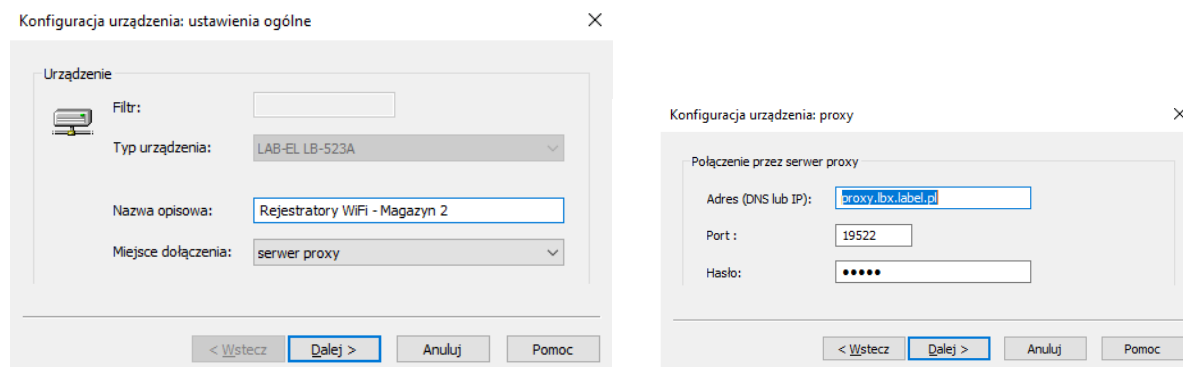 Konfiguracja urządzenia: ustawienia ogólne
Urządzenie
Filtr:
Typ urządzenia: LAB-EL LB-523A
Nazwa opisowa: Rejestratory WiFi - Magazyn 2
Miejsce dołączenia: serwer proxy
< Wstecz Dalej > Anuluj Pomoc
Konfiguracja urządzenia: proxy
Połączenie przez serwer proxy
Adres (DNS lub IP): proxy.lbx.label.pl
Port : 19522
Hasło: •••••
< Wstecz Dalej > Anuluj Pomoc